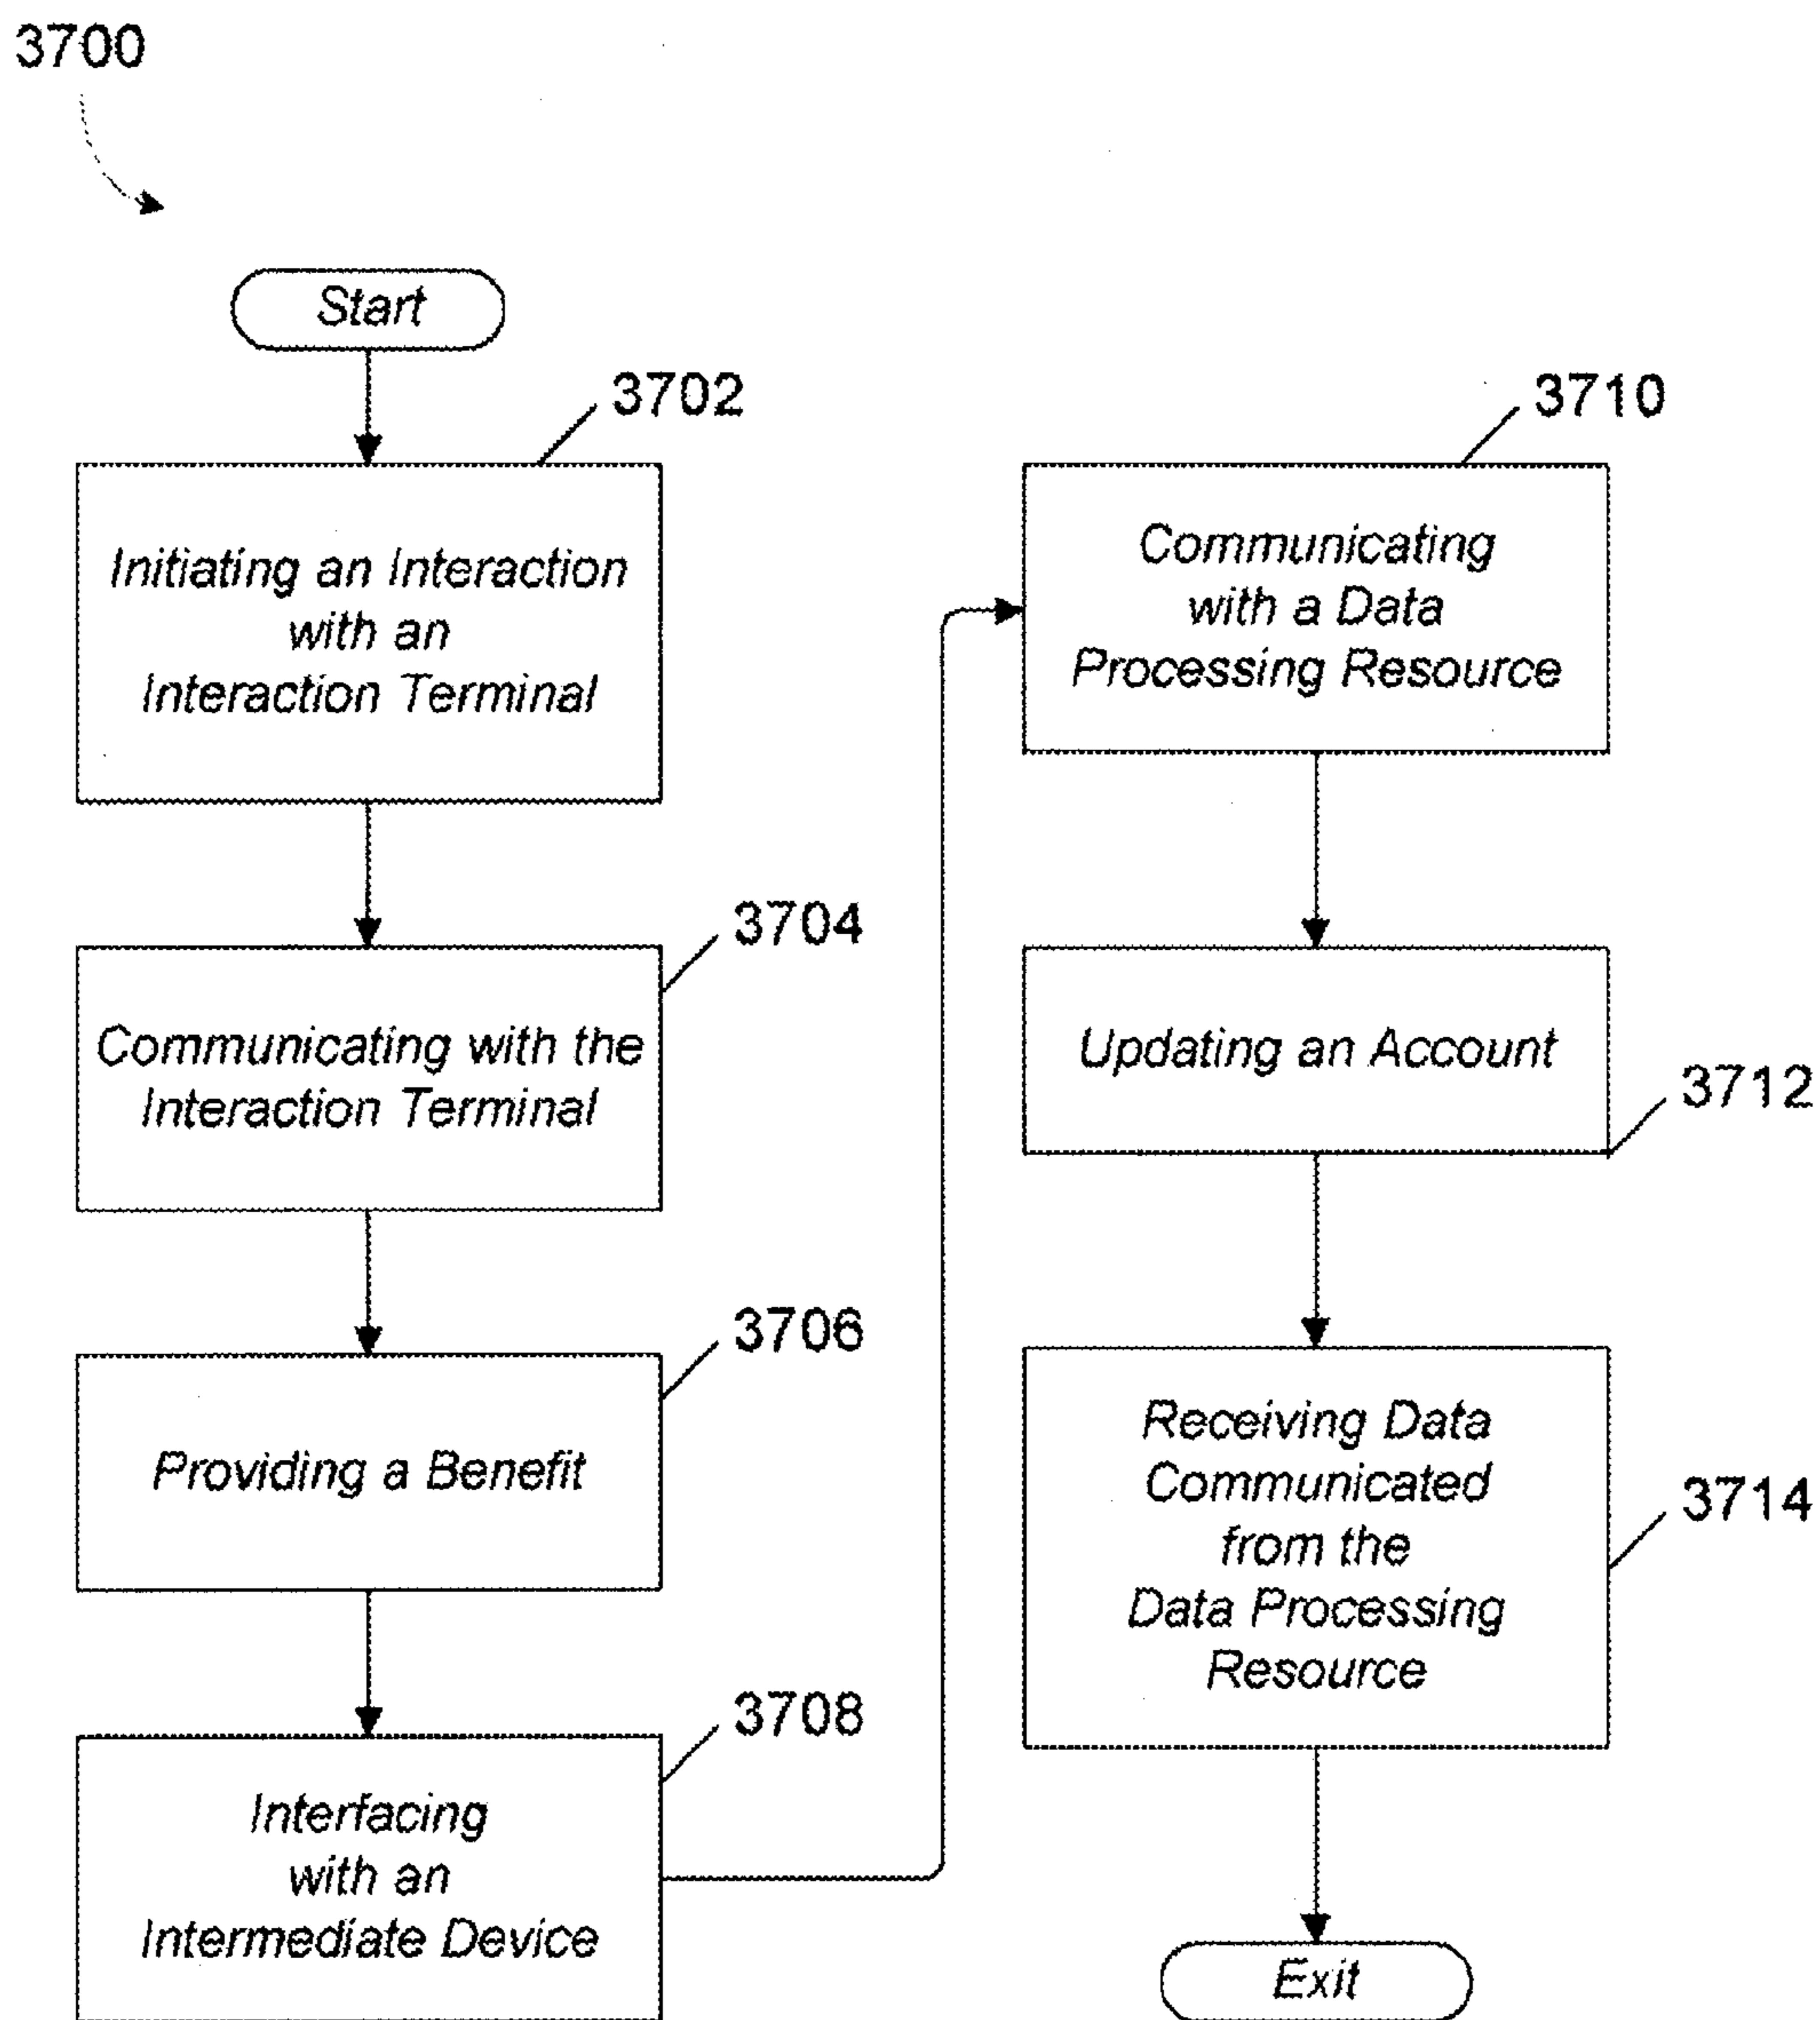 3700
Start
3702
Initiating an Interaction
with an
Interaction Terminal
3704
Communicating with the
Interaction Terminal
3706
Providing a Benefit
3708
Interfacing
with an
Intermediate Device
3710
Communicating
with a Data
Processing Resource
Updating an Account
3712
Receiving Data
Communicated
from the
Data Processing
Resource
3714
Exit